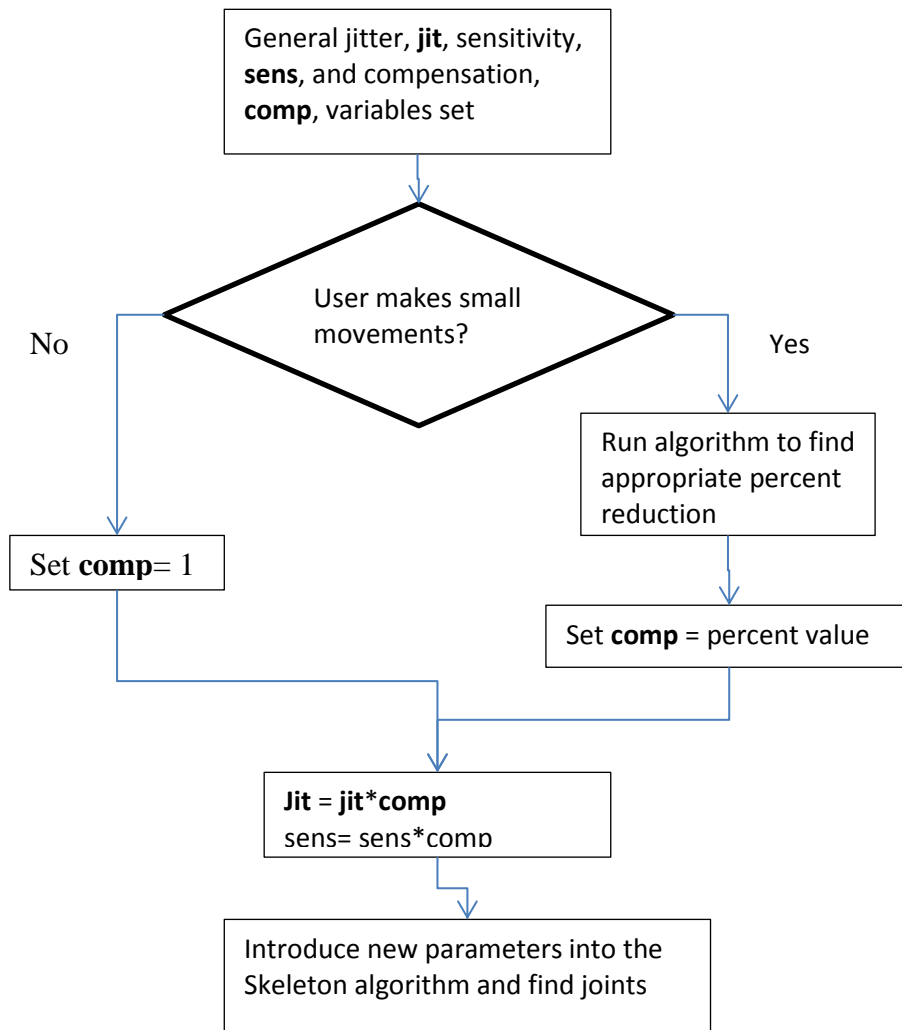 General jitter, jit, sensitivity,
sens, and compensation,
comp, variables set
User makes small
movements?
No
Yes
Run algorithm to find
appropriate percent
reduction
Set comp= 1
Set comp = percent value
Jit = jit*comp
sens= sens*comp
Introduce new parameters into the
Skeleton algorithm and find joints